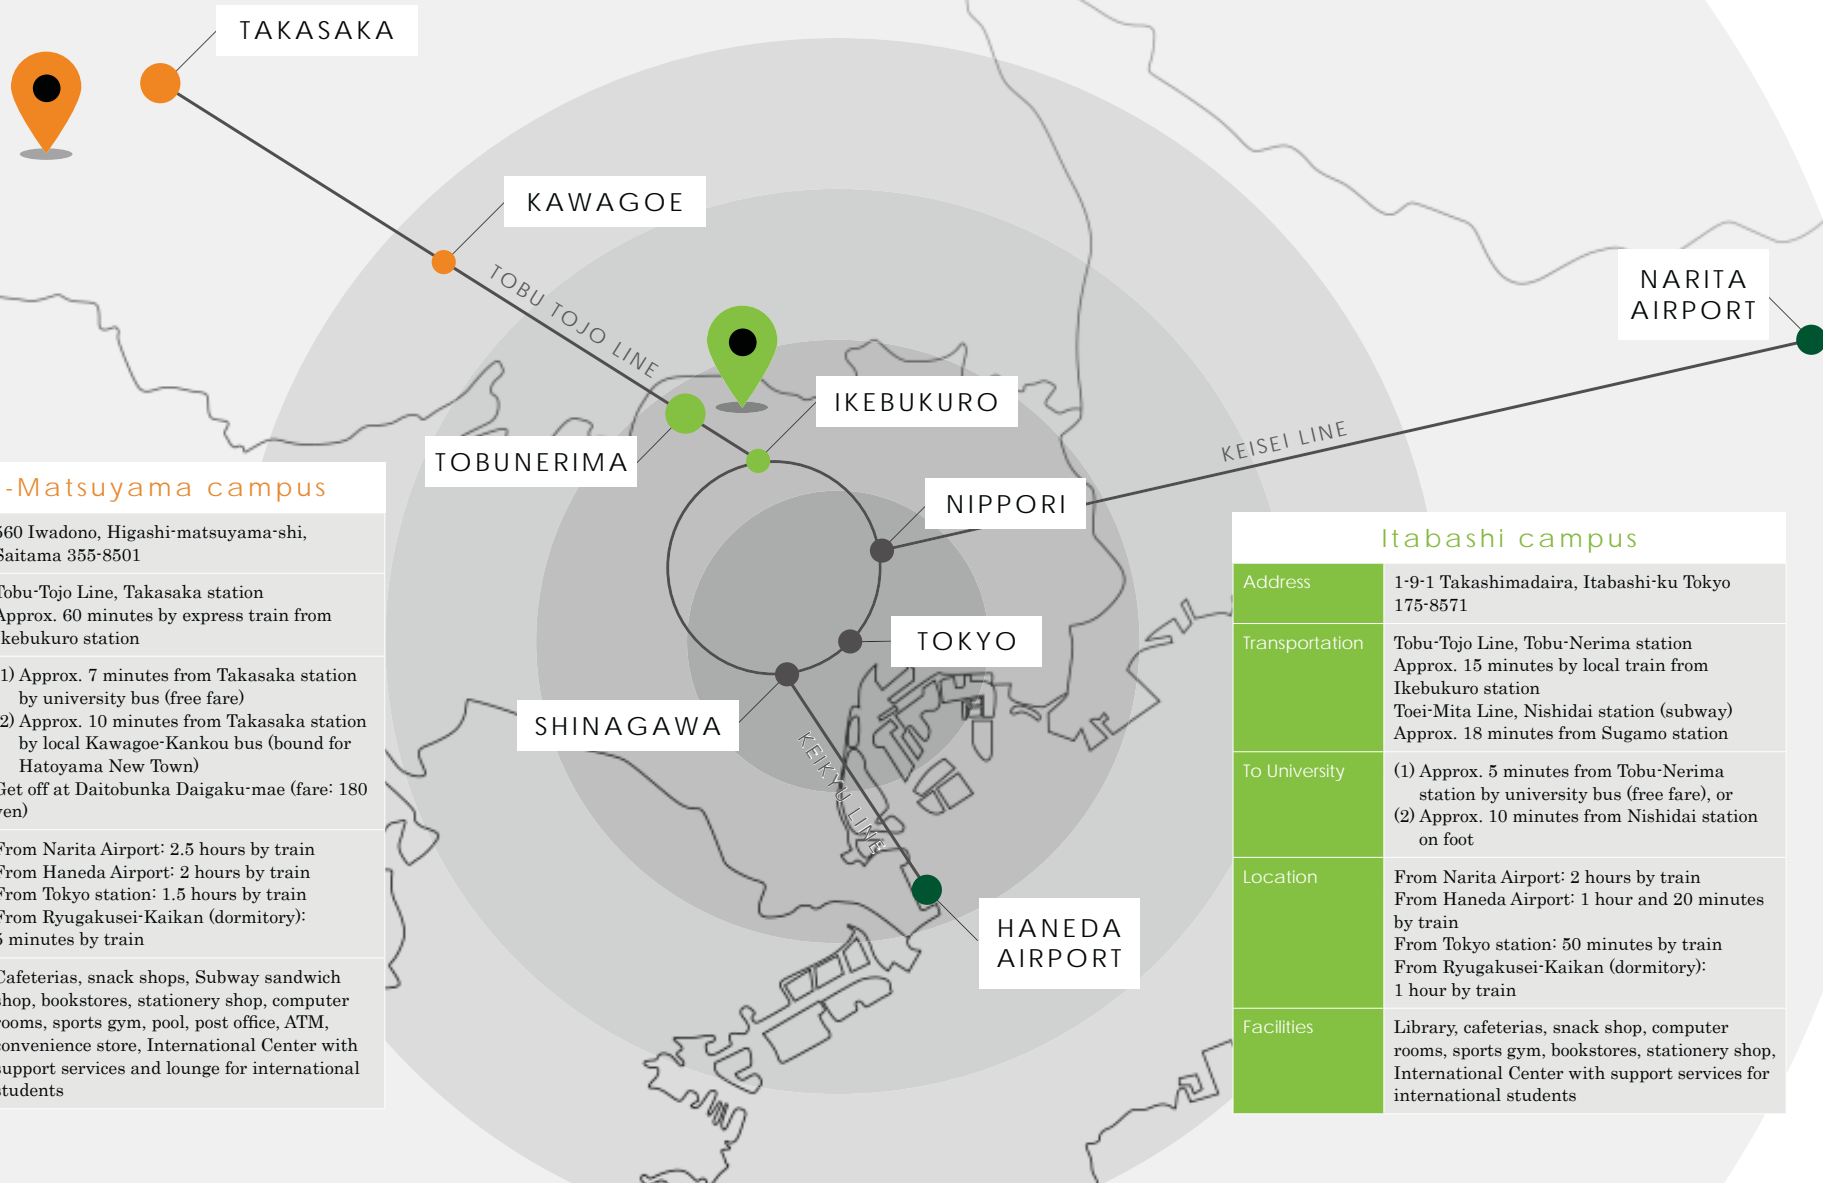 TAKASAKA
KAWAGOE
TOBU TOJO LINE
NARITA
AIRPORT
IKEBUKURO
TOBUNERIMA
KEISEI LINE
NIPPORI
TOKYO
SHINAGAWA
KEIKYU LINE
HANEDA
AIRPORT
-Matsuyama campus
560 Iwadono, Higashi-matsuyama-shi,
Saitama 355-8501
Tobu-Tojo Line, Takasaka station
Approx. 60 minutes by express train from
Ikebukuro station
1) Approx. 7 minutes from Takasaka station
by university bus (free fare)
2) Approx. 10 minutes from Takasaka station
by local Kawagoe-Kankou bus (bound for
Hatoyama New Town)
Get off at Daitobunka Daigaku-mae (fare: 180
yen)
From Narita Airport: 2.5 hours by train
From Haneda Airport: 2 hours by train
From Tokyo station: 1.5 hours by train
From Ryugakusei-Kaikan (dormitory):
5 minutes by train
Cafeterias, snack shops, Subway sandwich
shop, bookstores, stationery shop, computer
rooms, sports gym, pool, post office, ATM,
convenience store, International Center with
support services and lounge for international
students
Itabashi campus
Address
1-9-1 Takashimadaira, Itabashi-ku Tokyo
175-8571
Transportation
Tobu-Tojo Line, Tobu-Nerima station
Approx. 15 minutes by local train from
Ikebukuro station
Toei-Mita Line, Nishidai station (subway)
Approx. 18 minutes from Sugamo station
To University
(1) Approx. 5 minutes from Tobu-Nerima
station by university bus (free fare), or
(2) Approx. 10 minutes from Nishidai station
on foot
Location
From Narita Airport: 2 hours by train
From Haneda Airport: 1 hour and 20 minutes
by train
From Tokyo station: 50 minutes by train
From Ryugakusei-Kaikan (dormitory):
1 hour by train
Facilities
Library, cafeterias, snack shop, computer
rooms, sports gym, bookstores, stationery shop,
International Center with support services for
international students